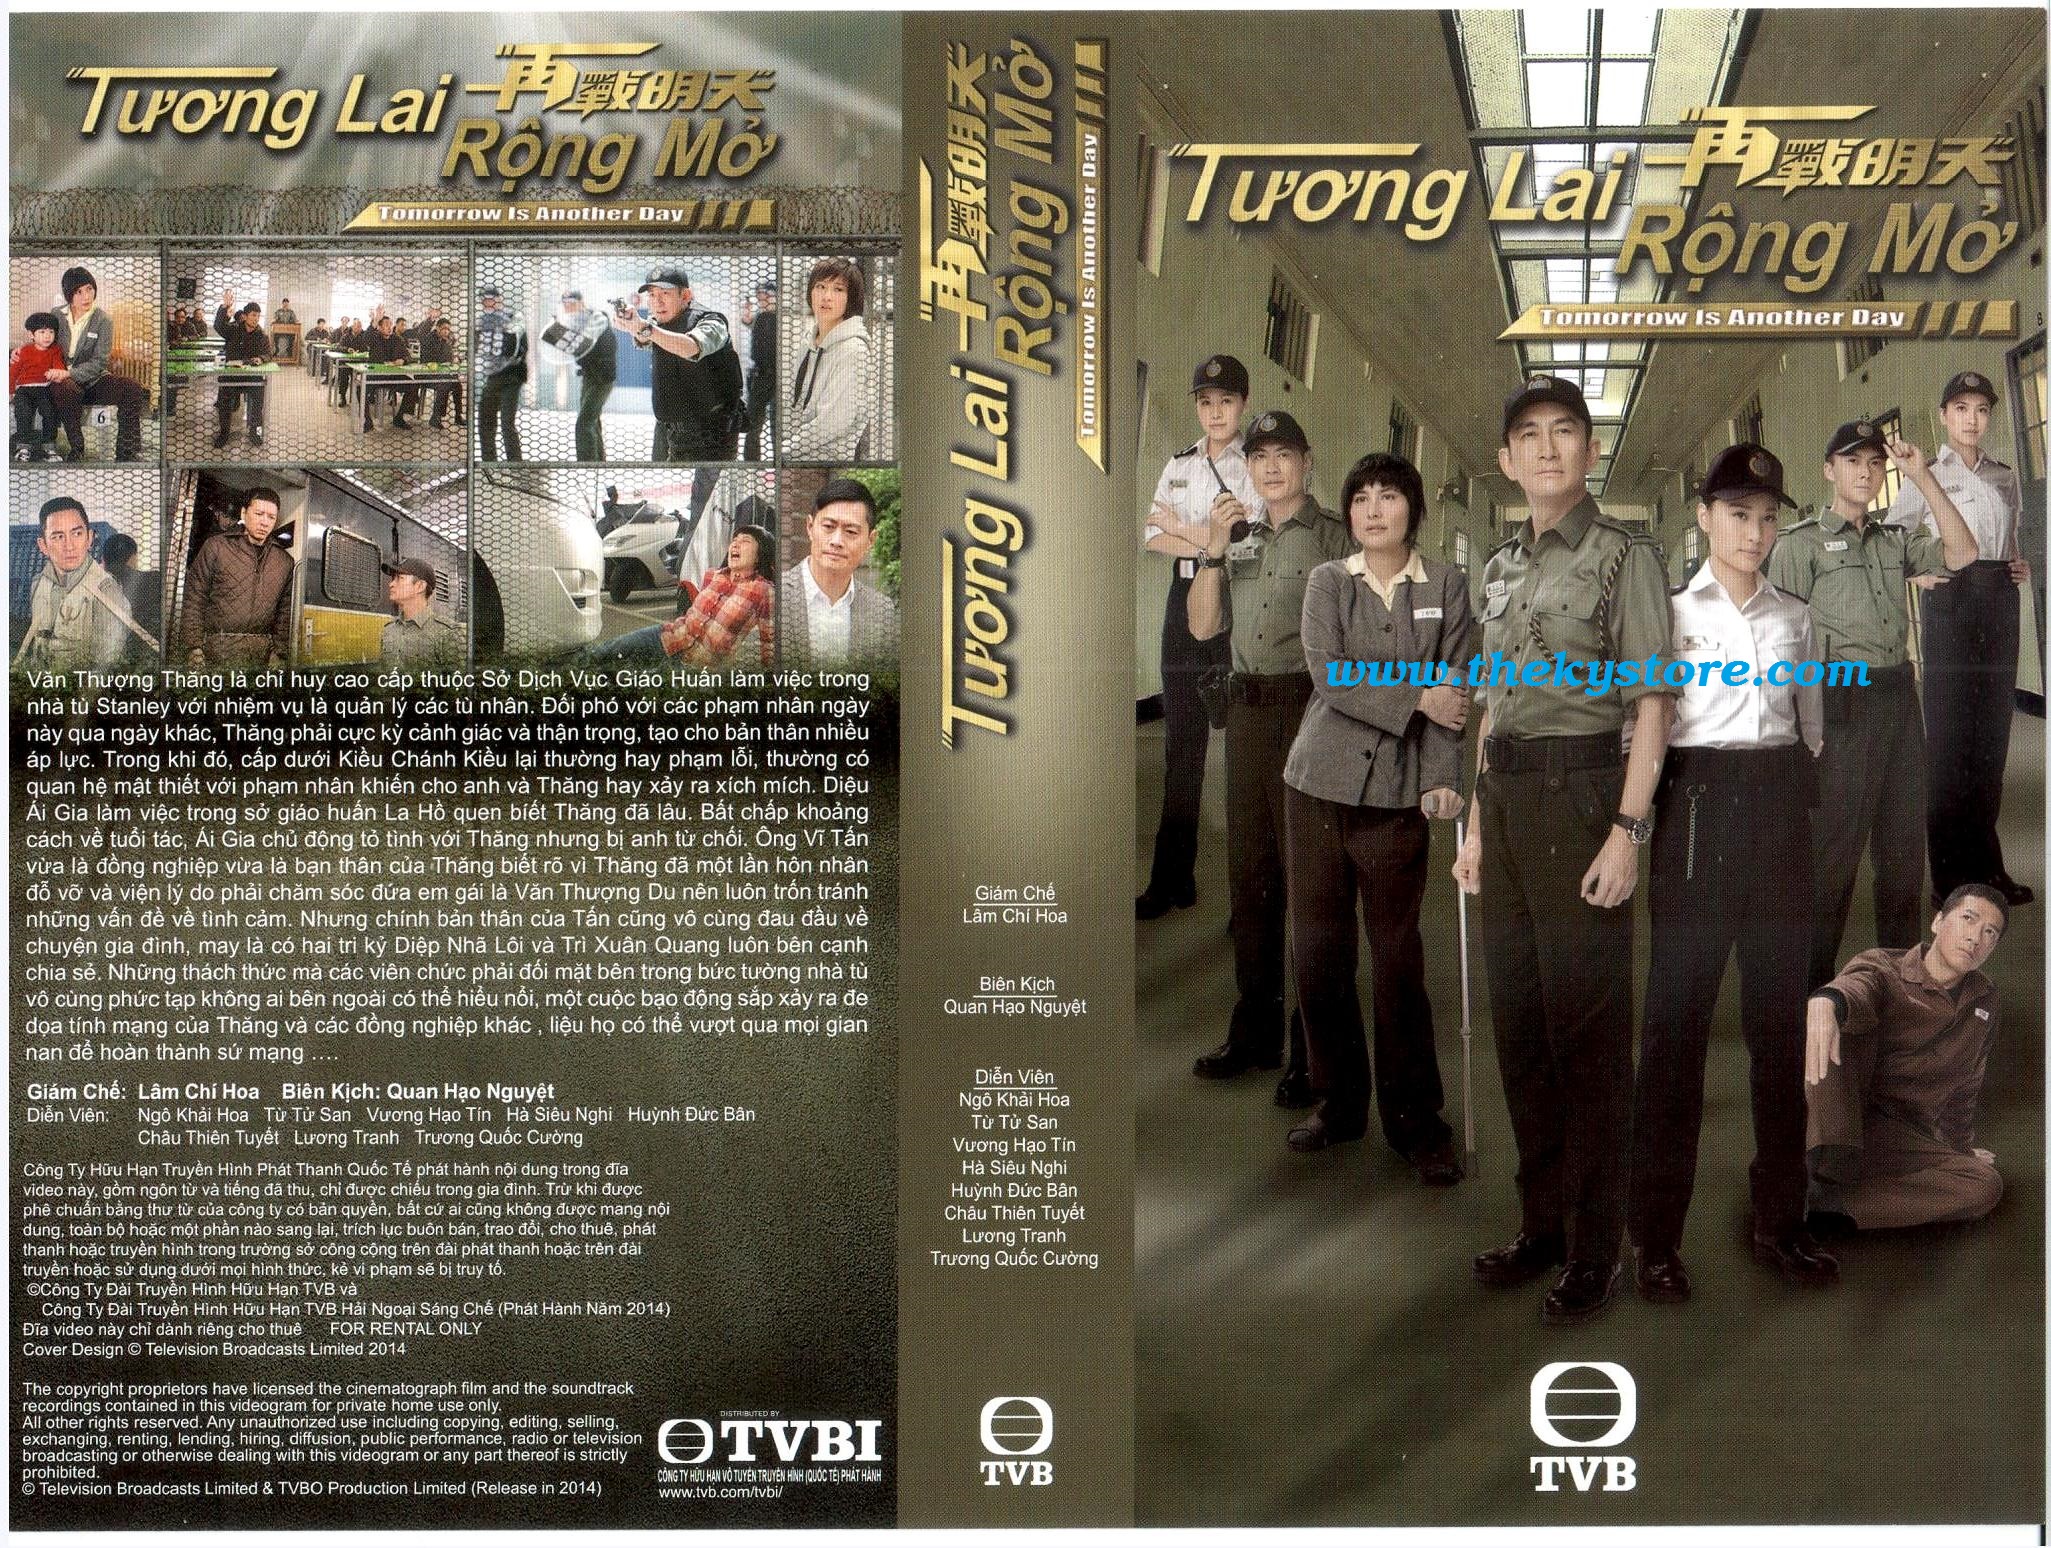 "Tương Lai
再戰明天"
Rộng Mở
Tomorrow Is Another Day
6
Văn Thượng Thăng là chỉ huy cao cấp thuộc Sở Dịch Vục Giáo Huấn làm việc trong
nhà tù Stanley với nhiệm vụ là quản lý các tù nhân. Đối phó với các phạm nhân ngày
này qua ngày khác, Thăng phải cực kỳ cảnh giác và thận trọng, tạo cho bản thân nhiều
áp lực. Trong khi đó, cấp dưới Kiều Chánh Kiều lại thường hay phạm lỗi, thường có
quan hệ mật thiết với phạm nhân khiến cho anh và Thăng hay xảy ra xích mích. Diệu
Ái Gia làm việc trong sở giáo huấn La Hồ quen biíết Thăng đã lâu. Bất chấp khoảng
cách về tuổi tác, Ái Gia chủ động tỏ tình với Thăng nhưng bị anh từ chối. Ông Vĩ Tấn
vừa là đồng nghiệp vừa là bạn thân của Thăng biết rõ vì Thăng đã một lần hôn nhân
đỗ vỡ và viện lý do phải chăm sóc đứa em gái là Văn Thượng Du nên luôn trốn tránh
những vấn đề về tình cảm. Nhưng chính bản thân của Tấn cũng vô cùng đau đầu về
chuyện gia đình, may là có hai tri kỷ Diệp Nhã Lôi và Trì Xuân Quang luôn bên cạnh
chia sẻ. Những thách thức mà các viên chức phải đối mặt bên trong bức tường nhà tù
vô cùng phức tạp không ai bên ngoài có thể hiểu nổi, một cuộc bạo động sắp xảy ra đe
dọa tính mạng của Thăng và các đồng nghiệp khác , liệu họ có thể vượt qua mọi gian
nan để hoàn thành sứ mạng ….
Giám Chế: Lâm Chí Hoa Biên Kịch: Quan Hạo Nguyệt
Diễn Viên: Ngô Khải Hoa Từ Tử San Vương Hạo Tín Hà Siêu Nghi Huỳnh Đức Bân
Châu Thiên Tuyết Lương Tranh Trương Quốc Cường
Công Ty Hữu Hạn Truyền Hình Phát Thanh Quốc Tế phát hành nội dung trong đĩa
video này, gồm ngôn từ và tiếng đã thu, chỉ được chiếu trong gia đình. Trừ khi được
phê chuẩn bằng thư từ của công ty có bản quyền, bất cứ ai cũng không được mang nội
dung, toàn bộ hoặc một phần nào sang lại, trích lục buôn bán, trao đổi, cho thuê, phát
thanh hoặc truyền hình trong trường sở công cộng trên đài phát thanh hoặc trên đài
truyền hoặc sử dụng dưới mọi hình thức, kẻ vi phạm sẽ bị truy tố.
©Công Ty Đài Truyền Hình Hữu Hạn TVB và
Công Ty Đài Truyền Hình Hữu Hạn TVB Hải Ngoại Sáng Chế (Phát Hành Năm 2014)
Đĩa video này chỉ dành riêng cho thuê FOR RENTAL ONLY
Cover Design © Television Broadcasts Limited 2014
The copyright proprietors have licensed the cinematograph film and the soundtrack
recordings contained in this videogram for private home use only.
All other rights reserved. Any unauthorized use including copying, editing, selling,
exchanging, renting, lending, hiring, diffusion, public performance, radio or television
broadcasting or otherwise dealing with this videogram or any part thereof is strictly
prohibited.
© Television Broadcasts Limited & TVBO Production Limited (Release in 2014)
DISTRIBUTED BY
TVBI
CÔNG TY HỮU HẠN VÔ TUYẾN TRUYỀN HÌNH (QUỐC TẾ) PHÁT HÀNH
www.tvb.com/tvbi/
"Tương Lai
再戰明天"
Rộng Mở
Tomorrow Is Another Day
Giám Chế
Lâm Chí Hoa
Biên Kịch
Quan Hạo Nguyệt
Diễn Viên
Ngô Khải Hoa
Từ Tử San
Vương Hạo Tín
Hà Siêu Nghi
Huỳnh Đức Bân
Châu Thiên Tuyết
Lương Tranh
Trương Quốc Cường
TVB
"Tương Lai
再戰明天"
Rộng Mở
Tomorrow Is Another Day
www.thekystore.com
TVB